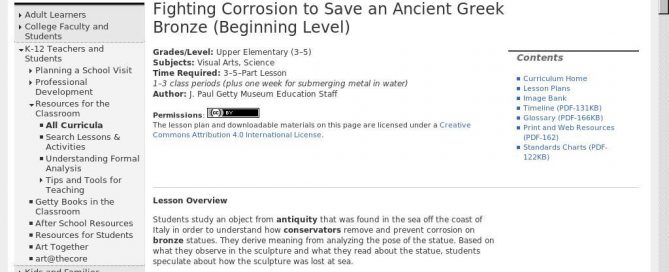 Adult Learners
College Faculty and
Students
K-12 Teachers and
Students
Planning a School Visit
Professional
Development
Resources for the
Classroom
All Curricula
Search Lessons &
Activities
Understanding Formal
Analysis
Tips and Tools for
Teaching
Getty Books in the
Classroom
After School Resources
Resources for Students
Art Together
art@thecore
Kids and Families
Fighting Corrosion to Save an Ancient Greek
Bronze (Beginning Level)
Grades/Level: Upper Elementary (3–5)
Subjects: Visual Arts, Science
Time Required: 3–5–Part Lesson
1–3 class periods (plus one week for submerging metal in water)
Author: J. Paul Getty Museum Education Staff
Permissions: cc BY
The lesson plan and downloadable materials on this page are licensed under a Creative
Commons Attribution 4.0 International License.
Contents
Curriculum Home
Lesson Plans
Image Bank
Timeline (PDF-131KB)
Glossary (PDF-166KB)
Print and Web Resources
(PDF-162)
Standards Charts (PDF-
122KB)
Lesson Overview
Students study an object from antiquity that was found in the sea off the coast of
Italy in order to understand how conservators remove and prevent corrosion on
bronze statues. They derive meaning from analyzing the pose of the statue. Based on
what they observe in the sculpture and what they read about the statue, students
speculate about how the sculpture was lost at sea.